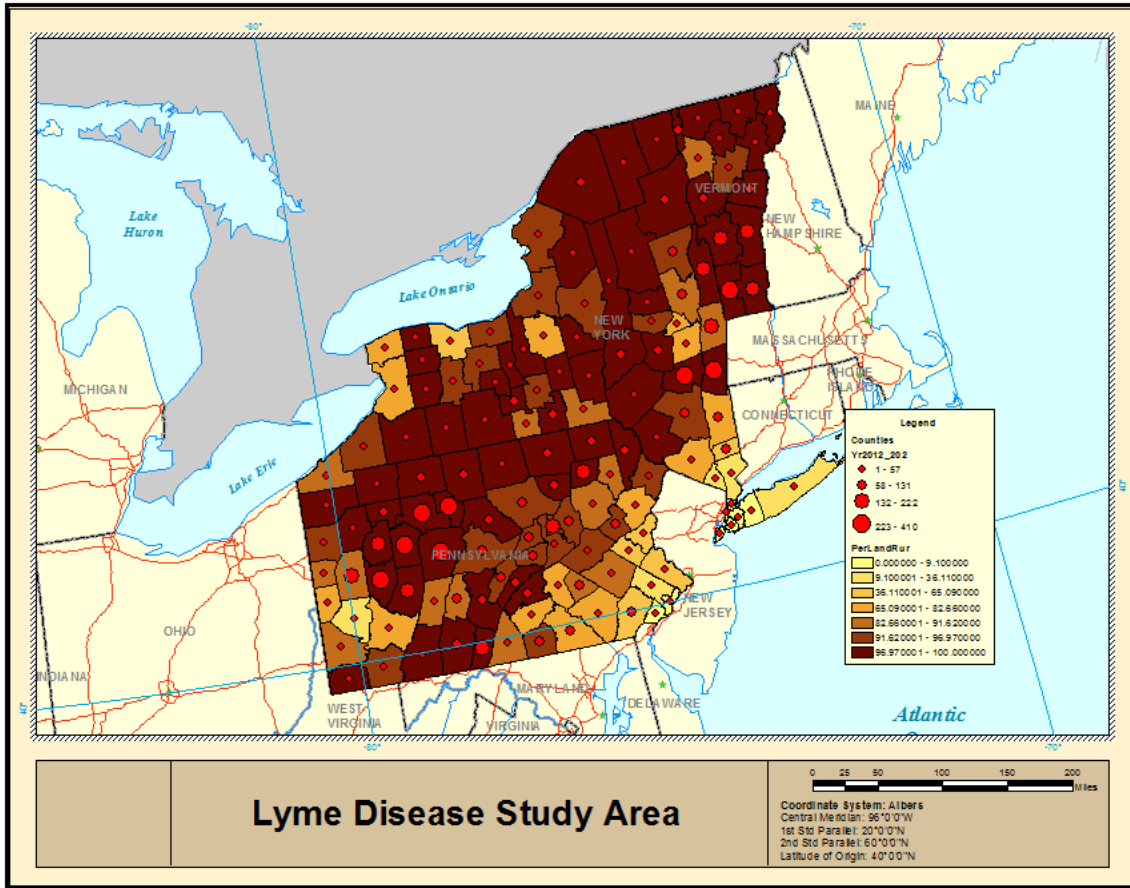 -80°
-70°
MAINE
Lake
Huron
VERMONT
NEW
HAMPSHIRE
Lake Ontario
NEW
YORK
MASSACHUSETTS
MICHIGAN
RHODE
ISLAND
CONNECTICUT
Lake Erie
Legend
Counties
Yr2012_202
1 - 57
58 - 131
132 - 222
223 - 410
PerLandRur
0.000000 - 9.100000
9.100001 - 36.110000
36.110001 - 65.090000
65.090001 - 82.660000
82.660001 - 91.620000
91.620001 - 96.970000
96.970001 - 100.000000
40°
PENNSYLVANIA
NEW
JERSEY
OHIO
INDIANA
MARYLAND
DELAWARE
WEST
VIRGINIA
VIRGINIA
Atlantic
40°
-80°
-70°
Lyme Disease Study Area
0 25 50 100 150 200
Miles
Coordinate System: Albers
Central Meridian: 96°0'0"W
1st Std Parallel: 20°0'0"N
2nd Std Parallel: 60°0'0"N
Latitude of Origin: 40°0'0"N